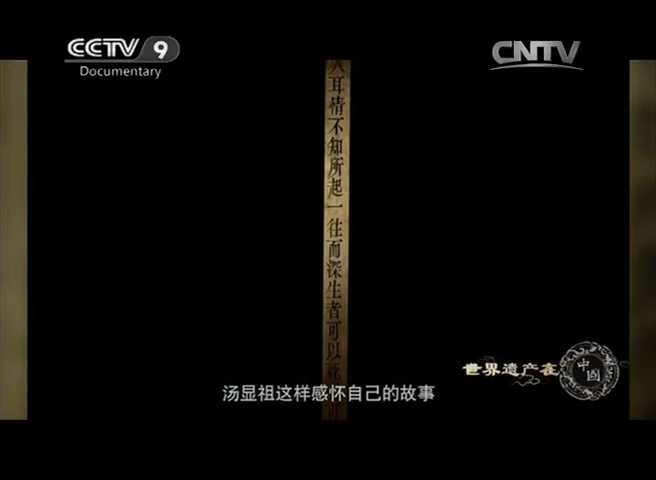 CCTV 9
Documentary
CNTV
人耳情不知所起一往而深生者可以死
世界遗产在
中国
汤显祖这样感怀自己的故事